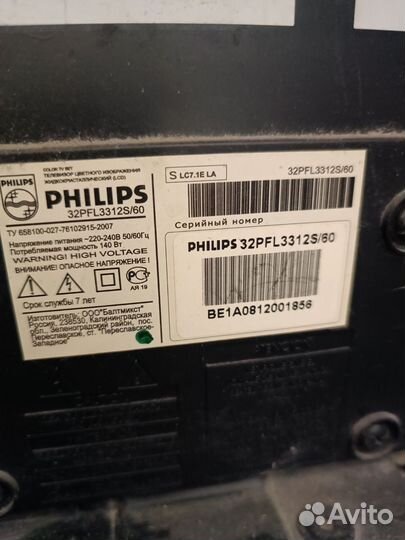 PHILIPS
COLOR TV SET
ТЕЛЕВИЗОР ЦВЕТНОГО ИЗОБРАЖЕНИЯ
ЖИДКОКРИСТАЛЛИЧЕСКИЙ (LCD)
PHILIPS
32PFL3312S/60
ТУ 658100-027-76102915-2007
Напряжение питания ~220-240В 50/60Гц
Потребляемая мощность 140 Вт
WARNING! HIGH VOLTAGE
ВНИМАНИЕ! ОПАСНОЕ НАПРЯЖЕНИЕ!
АЯ 19
Срок службы 7 лет
Изготовитель: ООО"Балтмикст"
Россия, 238530, Калининградская
обл., Зеленоградский район, пос.
Переславское, ст. "Переславское-
Западное"
S LC7.1E LA
32PFL3312S/60
Серийный номер
PHILIPS 32PFL3312S/60
BE1A0812001856
Avito